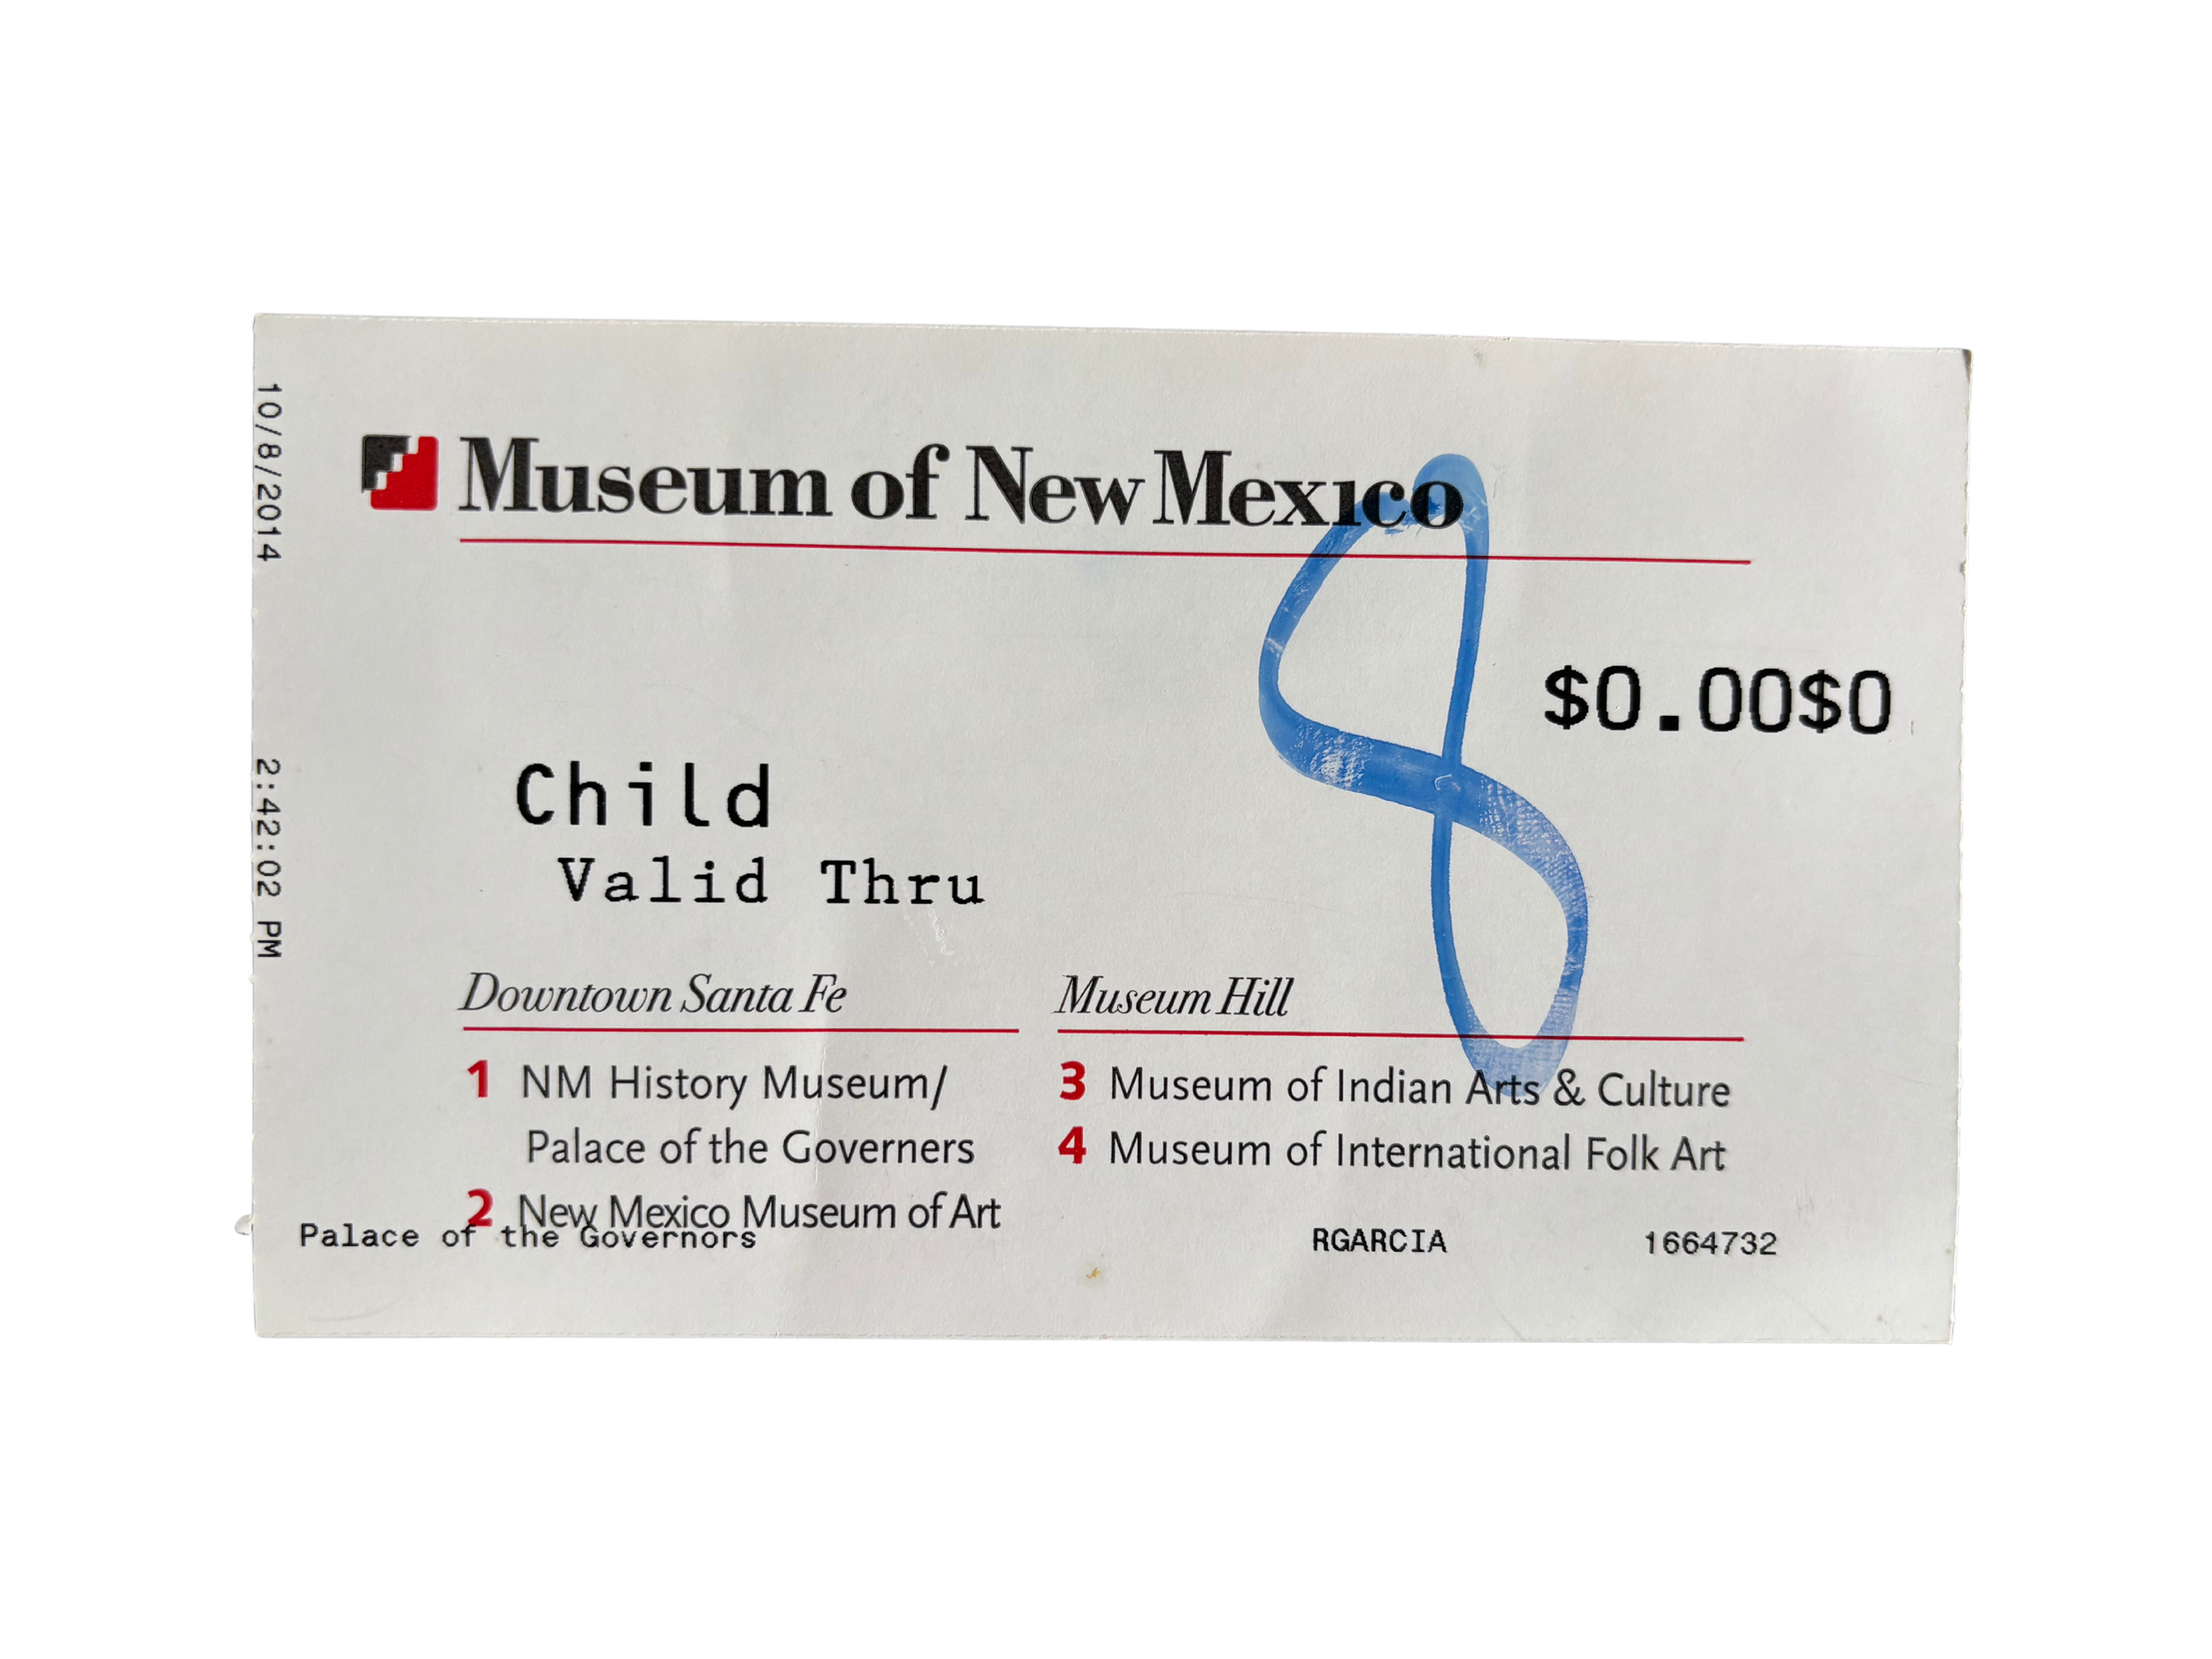 10/8/2014
2:42:02 PM
Museum of New Mexico
8
$0.00$0
Child
Valid Thru
Downtown Santa Fe
1 NM History Museum/
Palace of the Governers
2 New Mexico Museum of Art
Museum Hill
3 Museum of Indian Arts & Culture
4 Museum of International Folk Art
Palace of the Governors RGARCIA 1664732